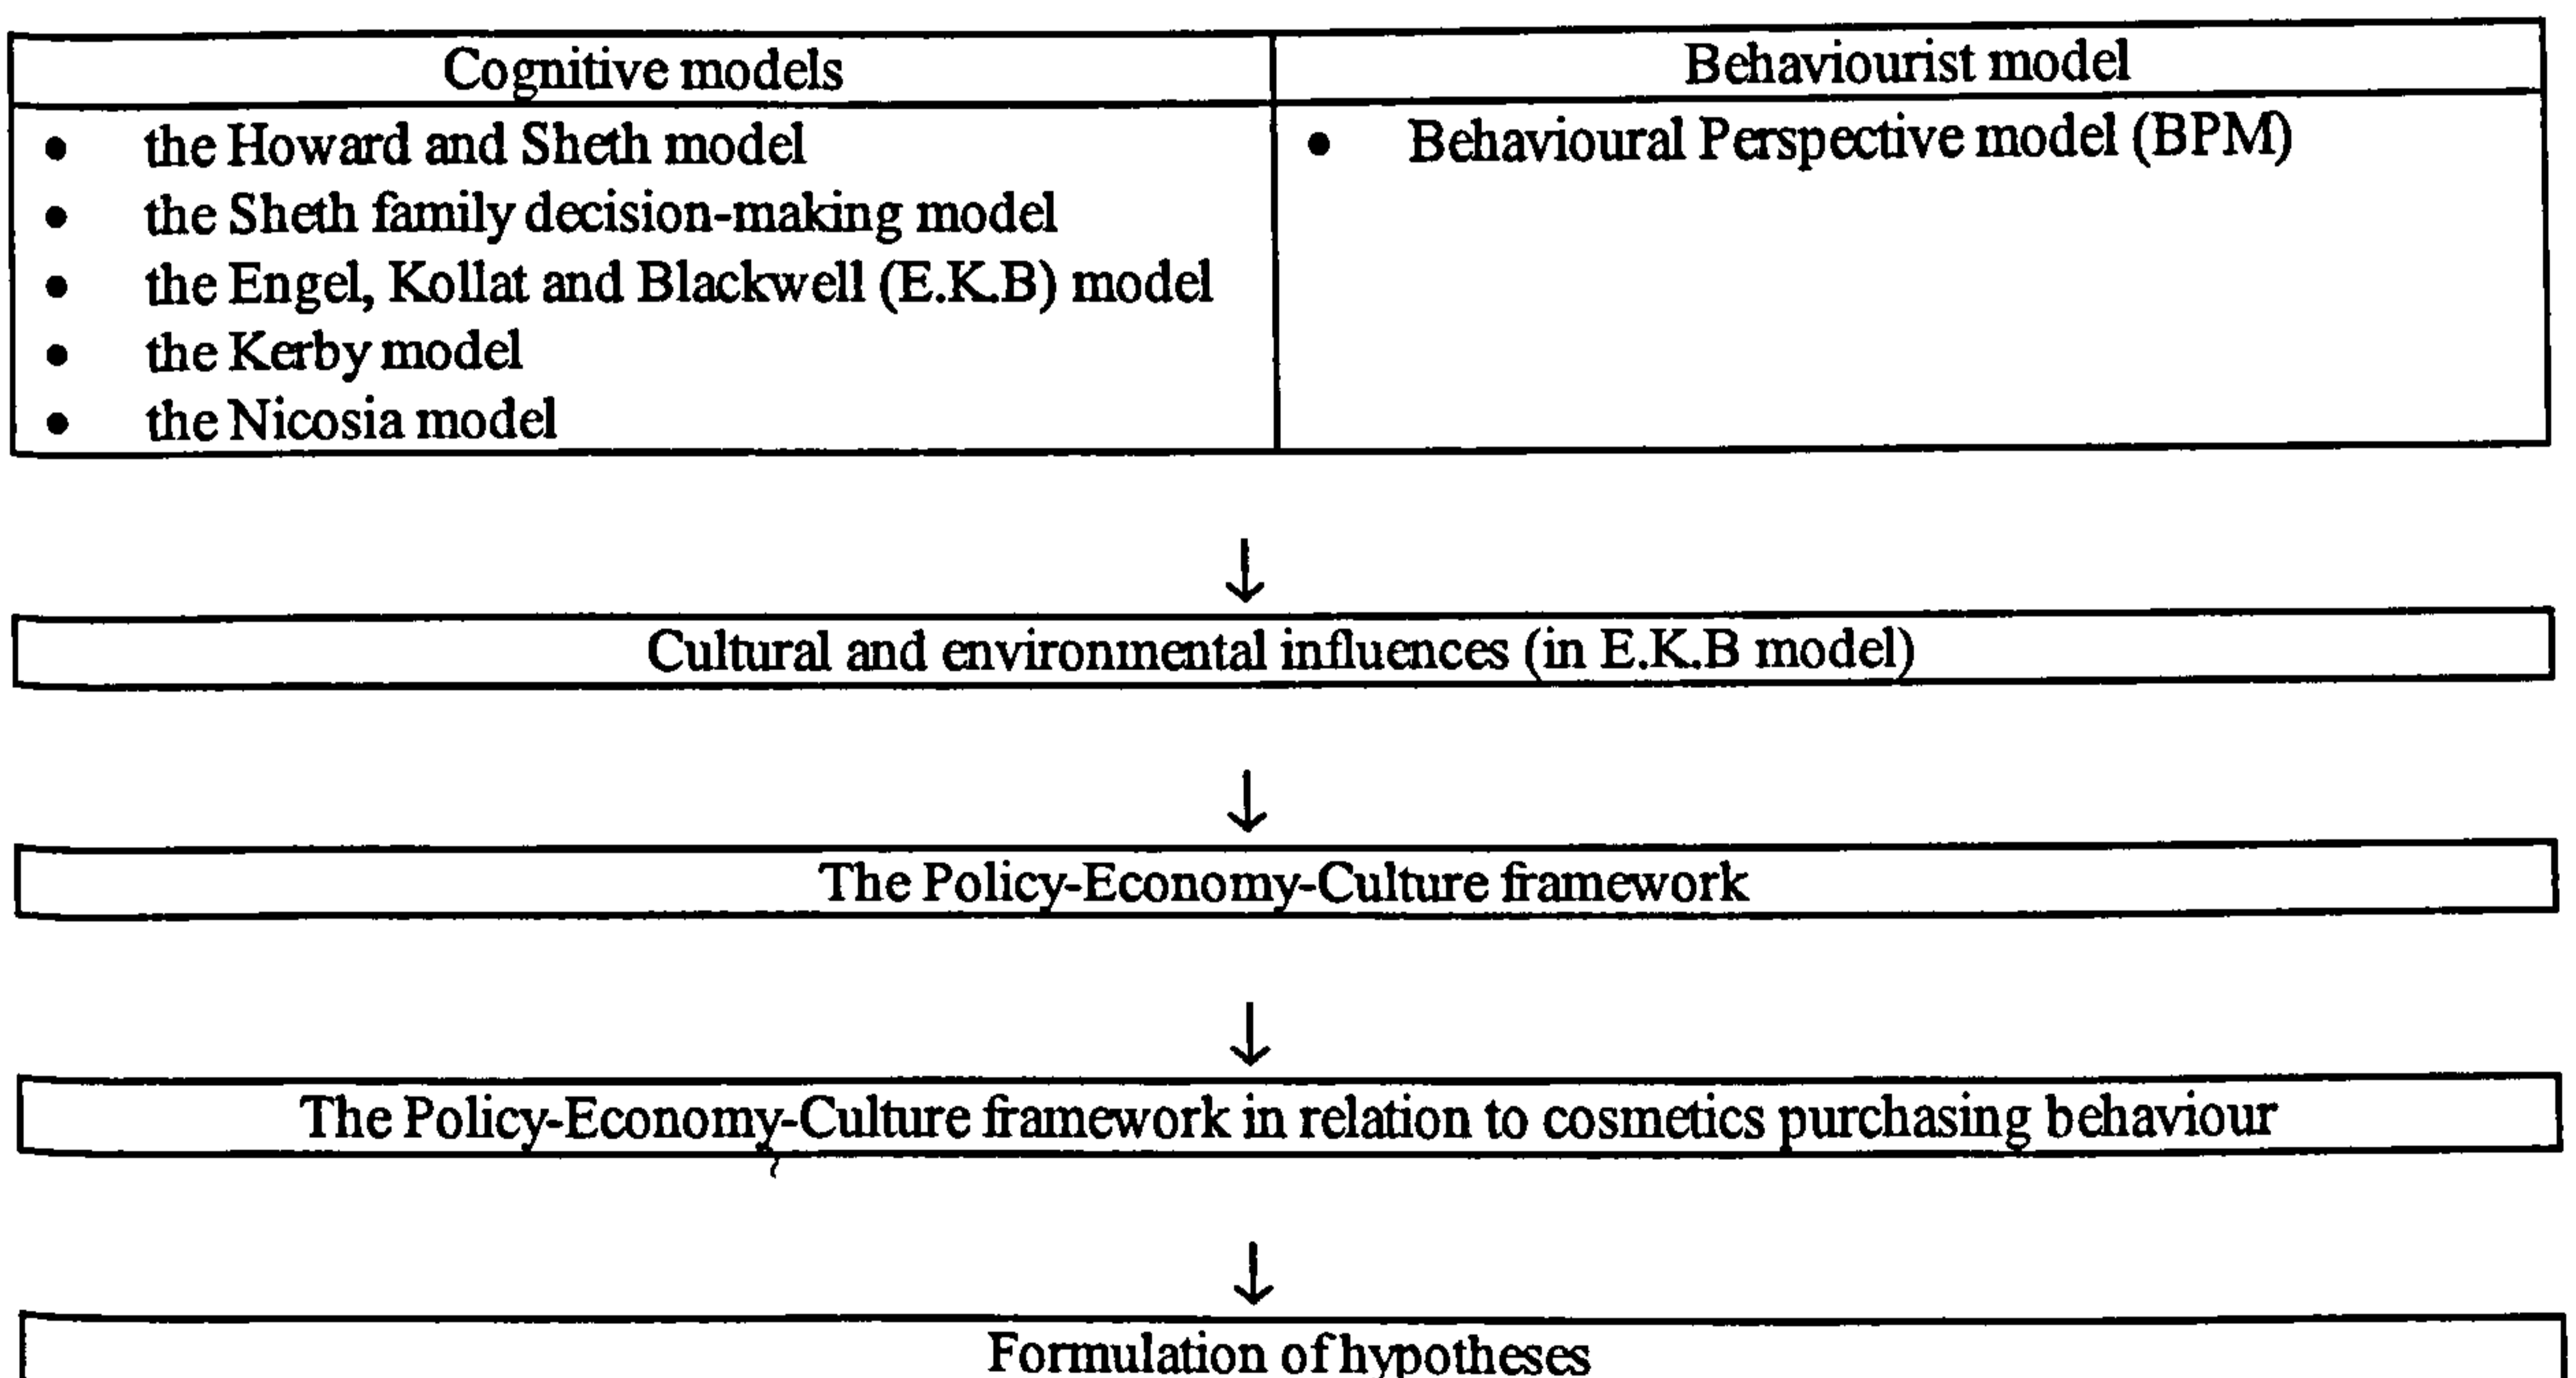 Cognitive models
Behaviourist model
• the Howard and Sheth model
• the Sheth family decision-making model
• the Engel, Kollat and Blackwell (E.K.B) model
• the Kerby model
• the Nicosia model
• Behavioural Perspective model (BPM)
↓
Cultural and environmental influences (in E.K.B model)
↓
The Policy-Economy-Culture framework
↓
The Policy-Economy-Culture framework in relation to cosmetics purchasing behaviour
↓
Formulation of hypotheses